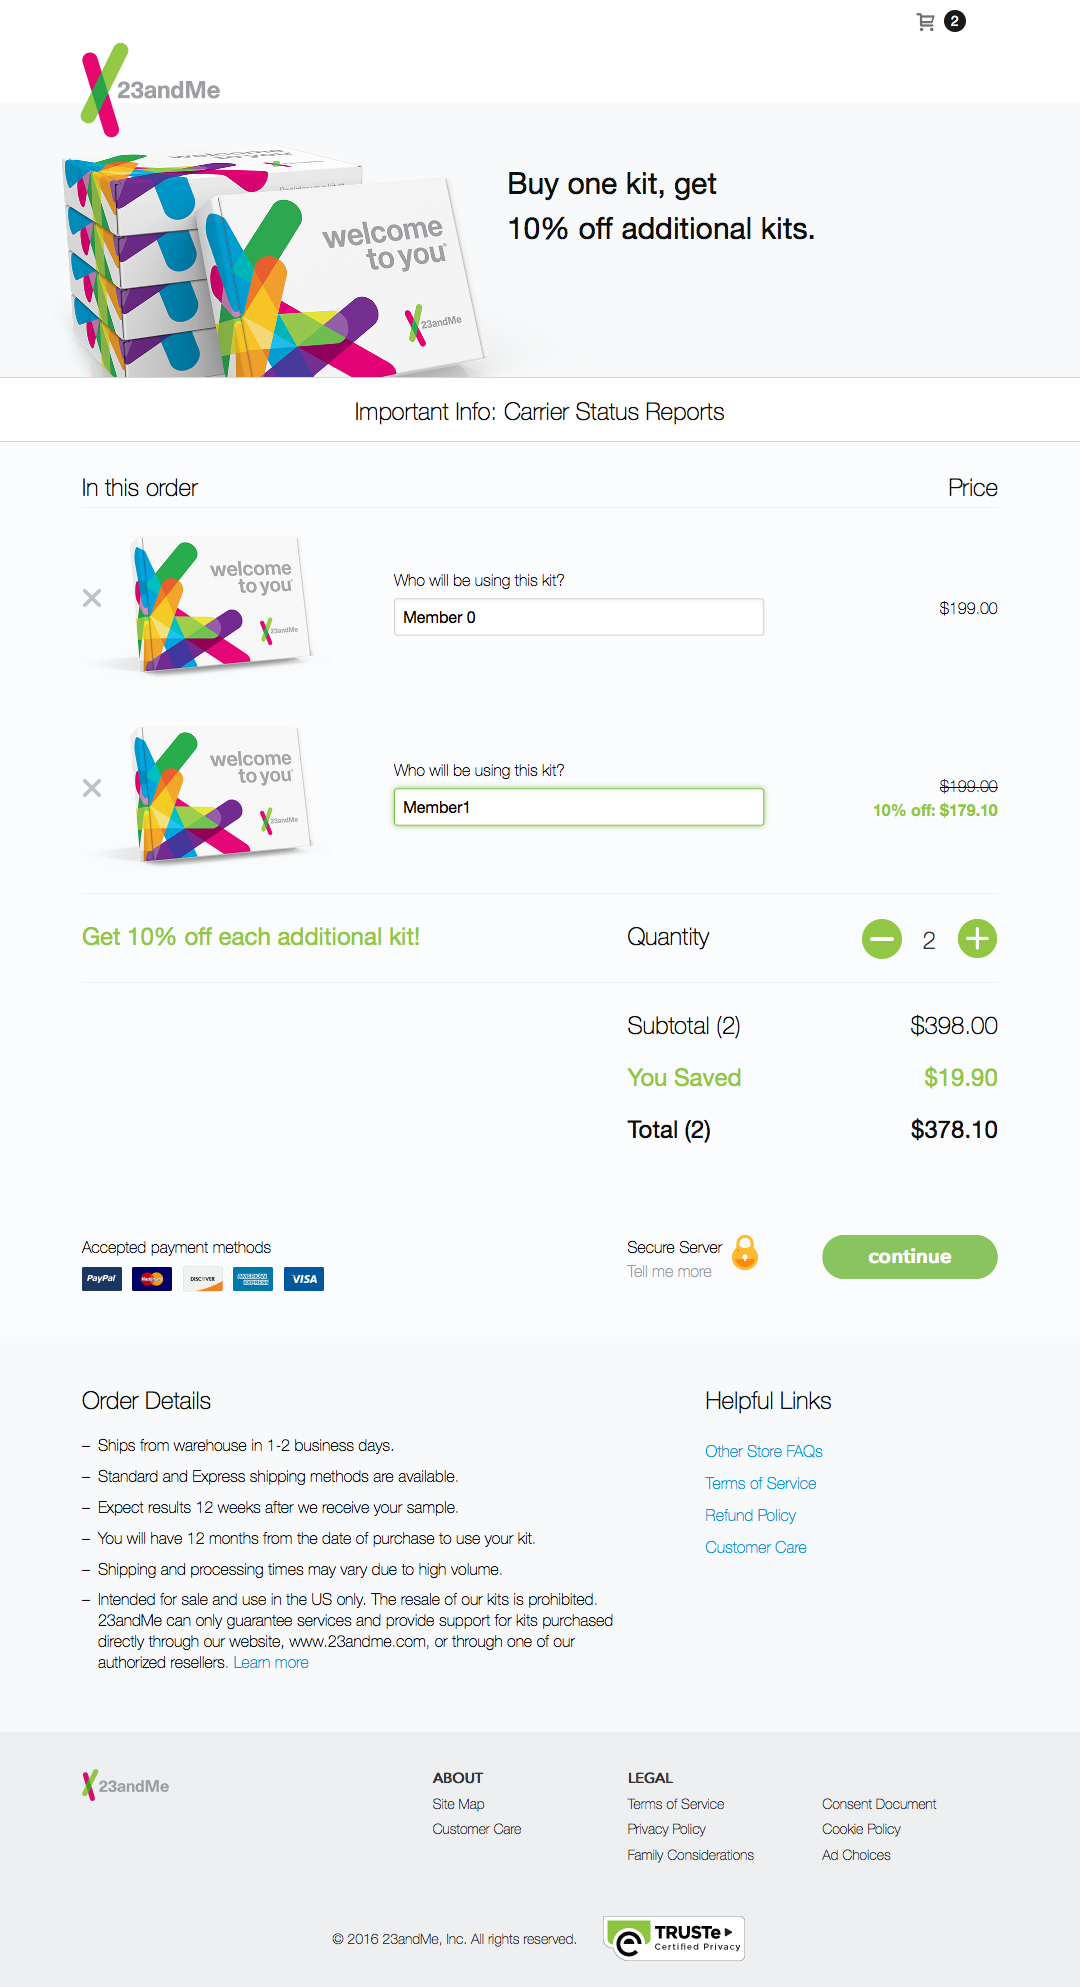 2
23andMe
Buy one kit, get
10% off additional kits.
welcome
to you
23andMe
Important Info: Carrier Status Reports
In this order
Price
welcome
to you
23andMe
Who will be using this kit?
Member 0
$199.00
welcome
to you
23andMe
Who will be using this kit?
Member1
$199.00
10% off: $179.10
Get 10% off each additional kit!
Quantity
2
Subtotal (2)
$398.00
You Saved
$19.90
Total (2)
$378.10
Accepted payment methods
PayPal
MasterCard
DISCOVER
AMERICAN
EXPRESS
VISA
Secure Server
Tell me more
continue
Order Details
– Ships from warehouse in 1-2 business days.
– Standard and Express shipping methods are available.
– Expect results 12 weeks after we receive your sample.
– You will have 12 months from the date of purchase to use your kit.
– Shipping and processing times may vary due to high volume.
– Intended for sale and use in the US only. The resale of our kits is prohibited.
23andMe can only guarantee services and provide support for kits purchased
directly through our website, www.23andme.com, or through one of our
authorized resellers. Learn more
Helpful Links
Other Store FAQs
Terms of Service
Refund Policy
Customer Care
23andMe
ABOUT
Site Map
Customer Care
LEGAL
Terms of Service
Privacy Policy
Family Considerations
Consent Document
Cookie Policy
Ad Choices
© 2016 23andMe, Inc. All rights reserved.
TRUSTe
Certified Privacy